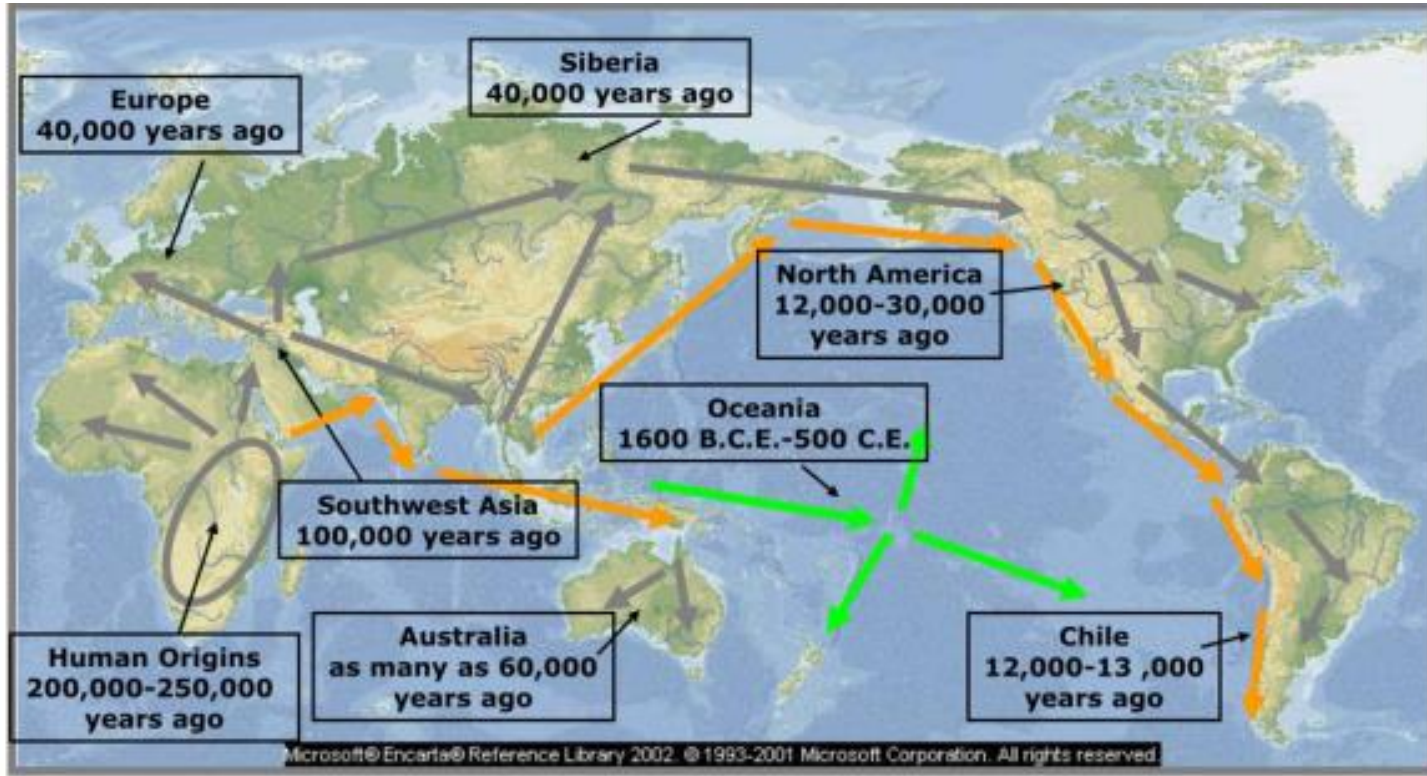 Siberia
40,000 years ago
Europe
40,000 years ago
North America
12,000-30,000
years ago
Oceania
1600 B.C.E.-500 C.E.
Southwest Asia
100,000 years ago
Human Origins
200,000-250,000
years ago
Australia
as many as 60,000
years ago
Chile
12,000-13 ,000
years ago
Microsoft® Encarta® Reference Library 2002. © 1993-2001 Microsoft Corporation. All rights reserved.